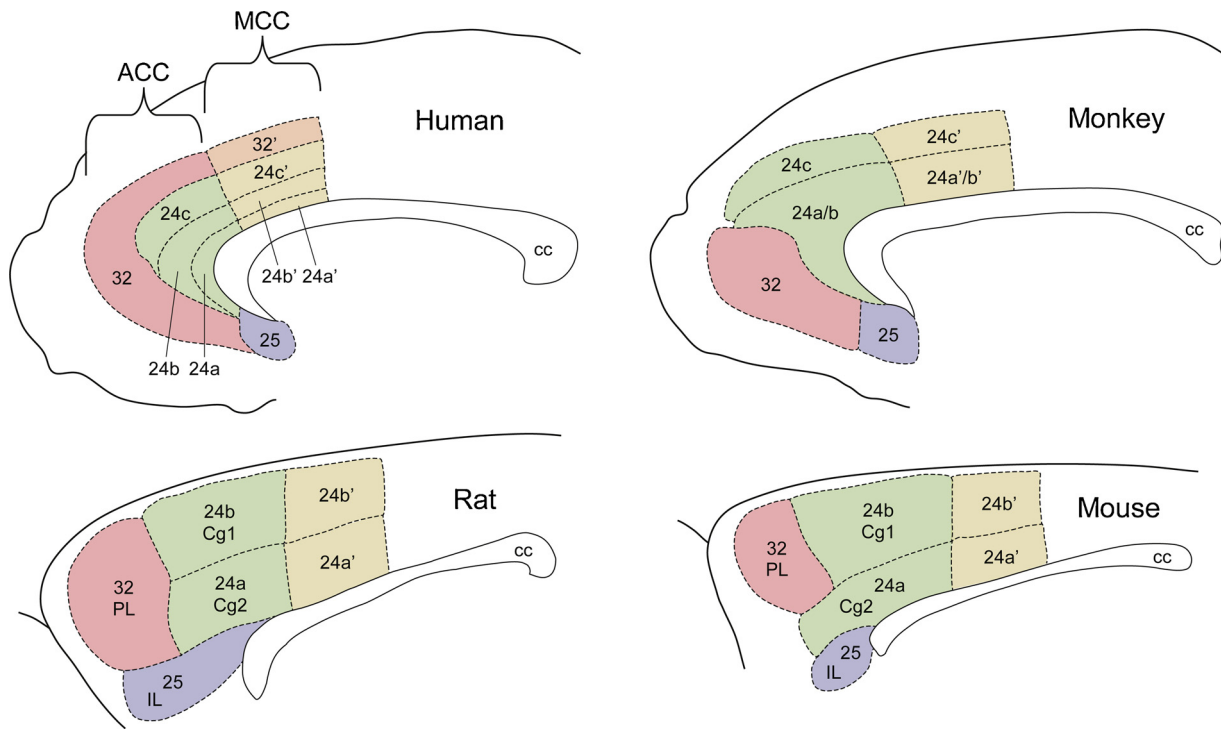 MCC
ACC
Human
32’
24c’
24c
32
24b’ 24a’
cc
25
24b 24a
Monkey
24c’
24c
24a’/b’
24a/b
cc
32
25
Rat
24b
Cg1
24b’
24a’
cc
32
PL
24a
Cg2
25
IL
Mouse
24b
Cg1
24b’
32
PL
24a’
cc
24a
Cg2
25
IL